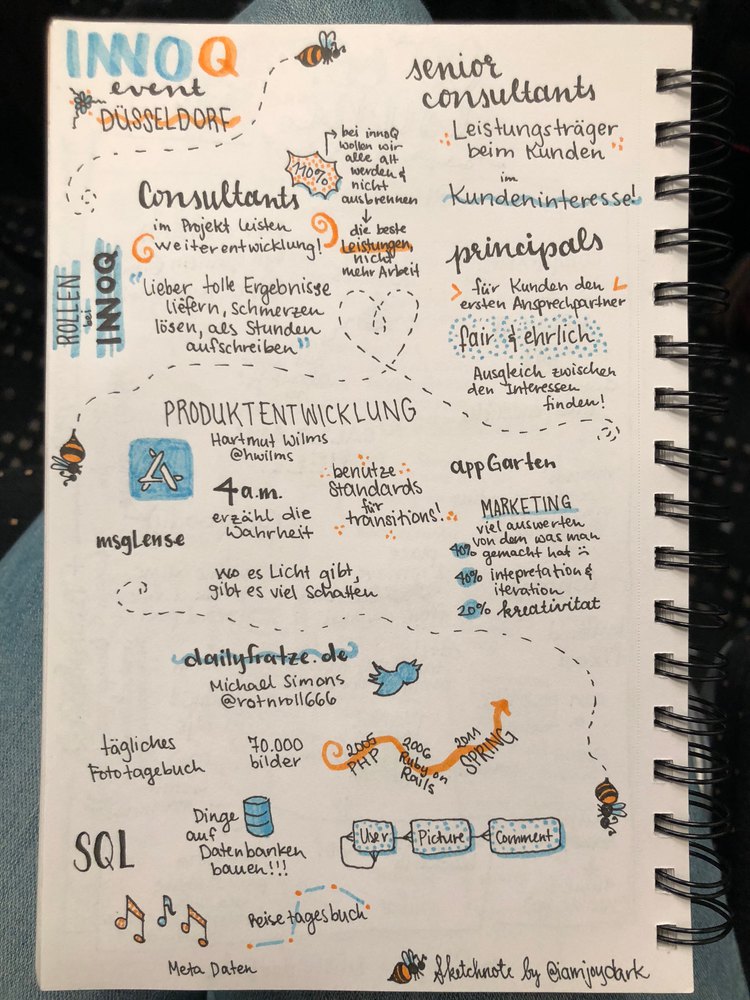 INNOQ
event
DÜSSELDORF
senior
consultants
Leistungsträger
beim Kunden
im
Kundeninteresse!
110%
bei innoQ
wollen wir
alle alt
werden &
nicht
ausbrennen
die beste
Leistungen,
nicht
mehr Arbeit
Consultants
im Projekt leisten
weiterentwicklung!
ROLLEN
bei
INNOQ
"Lieber tolle Ergebnisse
liefern, Schmerzen
lösen, als Stunden
aufschreiben"
principals
für Kunden den
ersten Ansprechpartner
fair & ehrlich
Ausgleich zwischen
den Interessen
finden!
PRODUKTENTWICKLUNG
Hartmut Wilms
@hwilms
4 a.m.
erzähl die
Wahrheit
benutze
Standards
für
transitions!
appGarten
MARKETING
viel auswerten
von dem was man
40% gemacht hat
40% intepretation &
iteration
20% kreativitat
msgLense
wo es Licht gibt,
gibt es viel Schatten
dailyfratze.de
Michael Simons
@rotnroll666
tägliches
Fototagebuch
70.000
bilder
2005
PHP
2006
Ruby on
Rails
2011
SPRING
SQL
Dinge
auf
Datenbanken
bauen!!!
User
Picture
Comment
Reisetagesbuch
Meta Daten
Sketchnote by @iamjoyclark